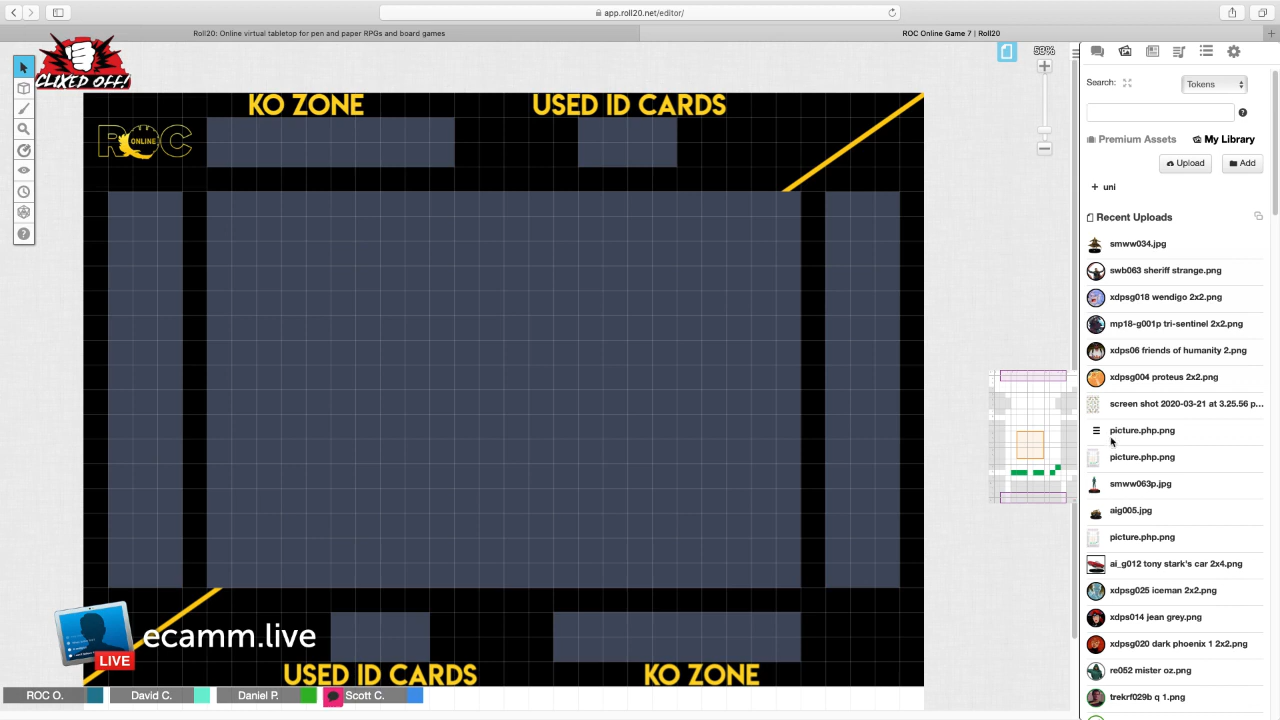 app.roll20.net/editor/
Roll20: Online virtual tabletop for pen and paper RPGs and board games
ROC Online Game 7 | Roll20
CLIXED OFF!
53%
KO ZONE
USED ID CARDS
ROC ONLINE
Search:
Tokens
Premium Assets
My Library
Upload
Add
+ uni
Recent Uploads
smww034.jpg
swb063 sheriff strange.png
xdpsg018 wendigo 2x2.png
mp18-g001p tri-sentinel 2x2.png
xdps06 friends of humanity 2.png
xdpsg004 proteus 2x2.png
screen shot 2020-03-21 at 3.25.56 p...
picture.php.png
picture.php.png
smww063p.jpg
aig005.jpg
picture.php.png
ai_g012 tony stark's car 2x4.png
xdpsg025 iceman 2x2.png
xdps014 jean grey.png
xdpsg020 dark phoenix 1 2x2.png
re052 mister oz.png
trekrf029b q 1.png
LIVE
ecamm.live
USED ID CARDS
KO ZONE
ROC O.
David C.
Daniel P.
Scott C.